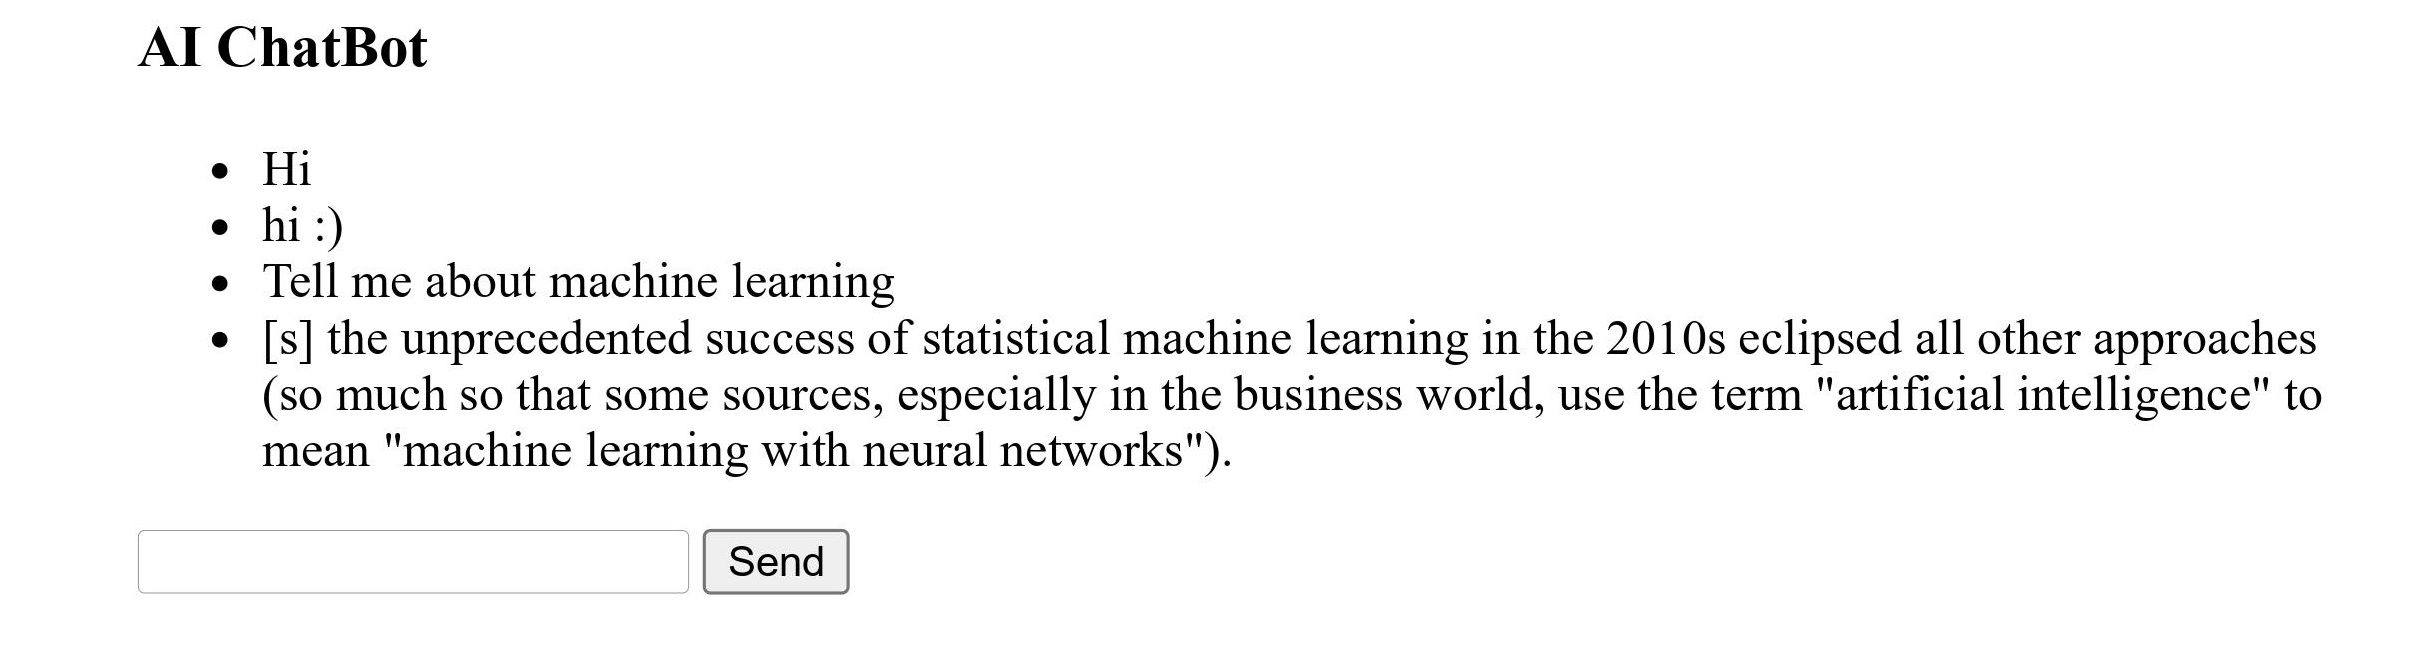 AI ChatBot
• Hi
• hi :)
• Tell me about machine learning
• [s] the unprecedented success of statistical machine learning in the 2010s eclipsed all other approaches
(so much so that some sources, especially in the business world, use the term "artificial intelligence" to
mean "machine learning with neural networks").
Send